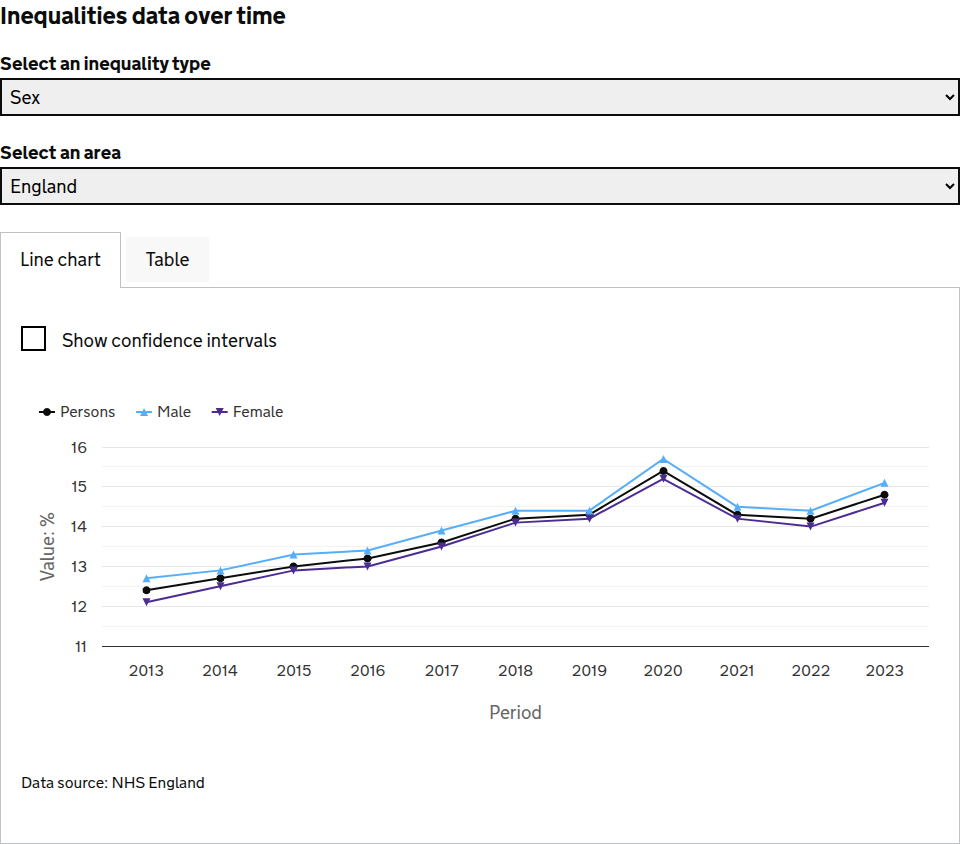 Inequalities data over time
Select an inequality type
Sex
Select an area
England
Line chart Table
Show confidence intervals
Persons Male Female
16
15
14
13
12
11
Value: %
2013 2014 2015 2016 2017 2018 2019 2020 2021 2022 2023
Period
Data source: NHS England